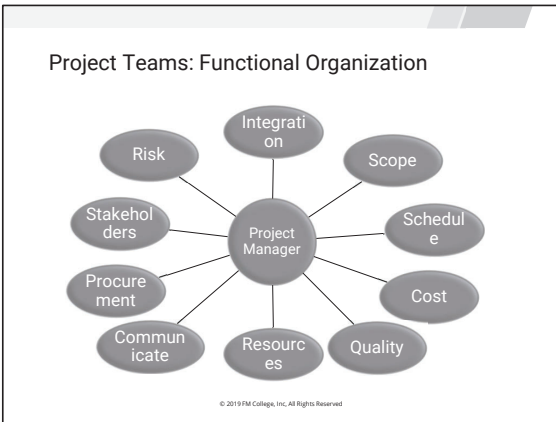 Project Teams: Functional Organization
Integrati
on
Risk
Scope
Stakehol
ders
Project
Manager
Schedul
e
Procure
ment
Cost
Commun
icate
Resourc
es
Quality
© 2019 FM College, Inc, All Rights Reserved